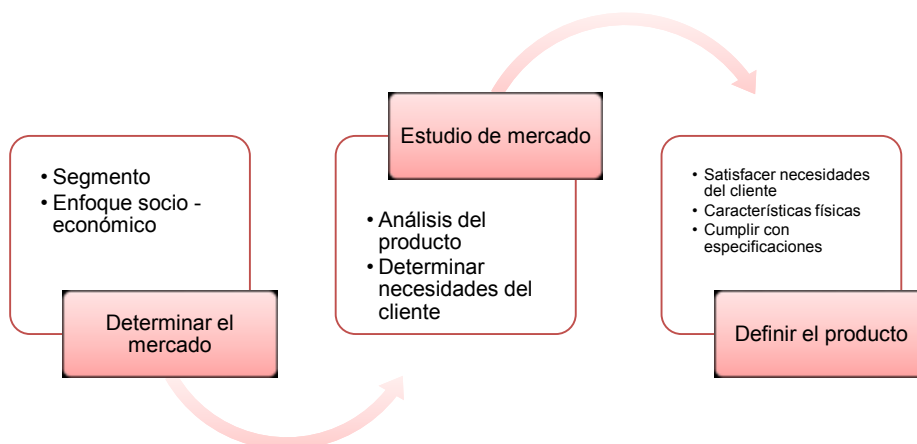 • Segmento
• Enfoque socio -
económico
Determinar el
mercado
Estudio de mercado
• Análisis del
producto
• Determinar
necesidades del
cliente
• Satisfacer necesidades
del cliente
• Características físicas
• Cumplir con
especificaciones
Definir el producto